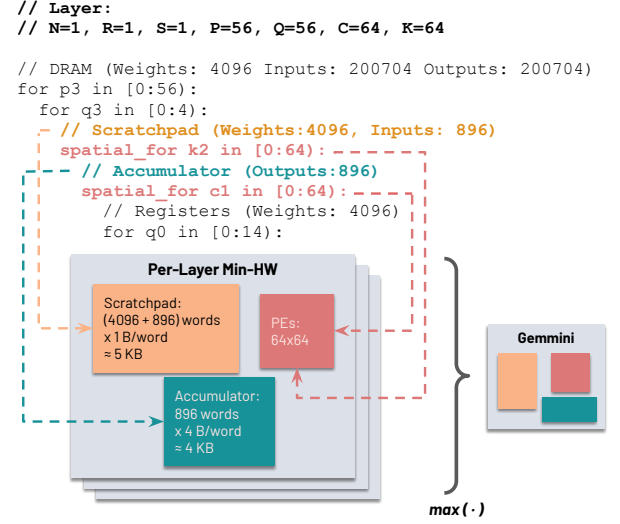 // Layer:
// N=1, R=1, S=1, P=56, Q=56, C=64, K=64
// DRAM (Weights: 4096 Inputs: 200704 Outputs: 200704)
for p3 in [0:56):
for q3 in [0:4):
// Scratchpad (Weights:4096, Inputs: 896)
spatial_for k2 in [0:64):
// Accumulator (Outputs:896)
spatial_for c1 in [0:64):
// Registers (Weights: 4096)
for q0 in [0:14):
Per-Layer Min-HW
Scratchpad:
(4096 + 896) words
x 1 B/word
≈ 5 KB
PEs:
64x64
Accumulator:
896 words
x 4 B/word
≈ 4 KB
Gemmini
max(·)